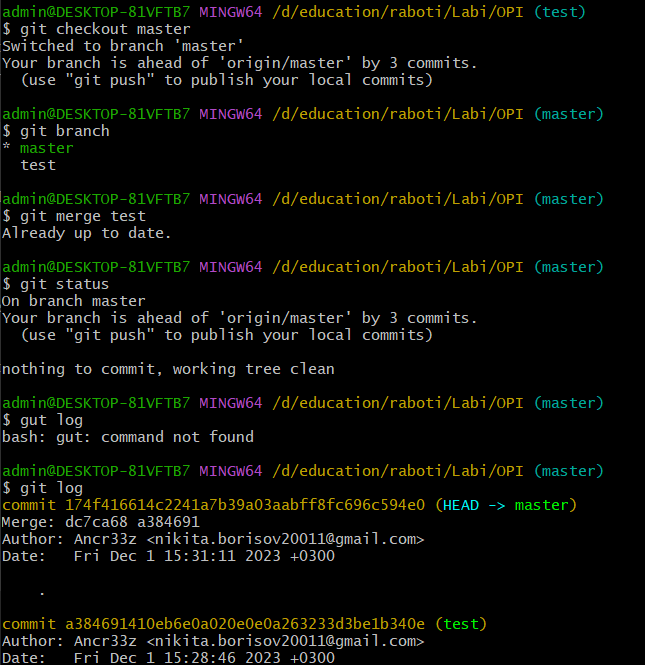 admin@DESKTOP-81VFTB7 MINGW64 /d/education/raboti/Labi/OPI (test)
$ git checkout master
Switched to branch 'master'
Your branch is ahead of 'origin/master' by 3 commits.
  (use "git push" to publish your local commits)
admin@DESKTOP-81VFTB7 MINGW64 /d/education/raboti/Labi/OPI (master)
$ git branch
* master
  test
admin@DESKTOP-81VFTB7 MINGW64 /d/education/raboti/Labi/OPI (master)
$ git merge test
Already up to date.
admin@DESKTOP-81VFTB7 MINGW64 /d/education/raboti/Labi/OPI (master)
$ git status
On branch master
Your branch is ahead of 'origin/master' by 3 commits.
  (use "git push" to publish your local commits)
nothing to commit, working tree clean
admin@DESKTOP-81VFTB7 MINGW64 /d/education/raboti/Labi/OPI (master)
$ gut log
bash: gut: command not found
admin@DESKTOP-81VFTB7 MINGW64 /d/education/raboti/Labi/OPI (master)
$ git log
commit 174f416614c2241a7b39a03aabff8fc696c594e0 (HEAD -> master)
Merge: dc7ca68 a384691
Author: Ancr33z <nikita.borisov20011@gmail.com>
Date:   Fri Dec 1 15:31:11 2023 +0300
    .
commit a384691410eb6e0a020e0e0a263233d3be1b340e (test)
Author: Ancr33z <nikita.borisov20011@gmail.com>
Date:   Fri Dec 1 15:28:46 2023 +0300